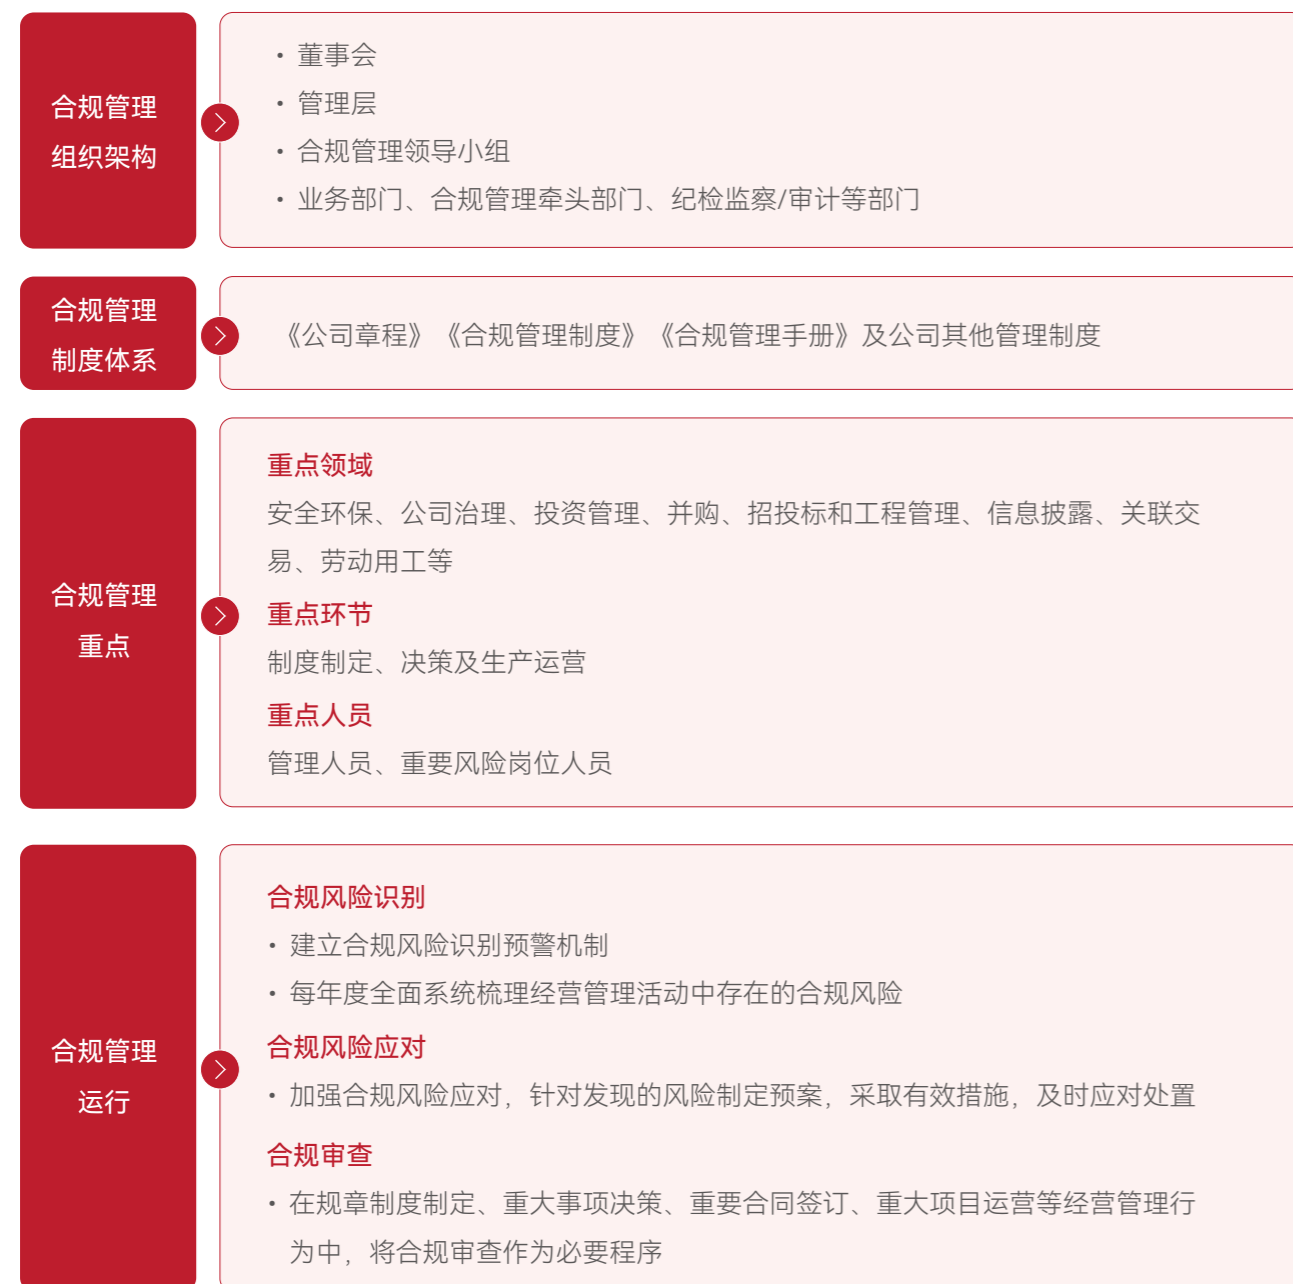 合规管理
组织架构
• 董事会
• 管理层
• 合规管理领导小组
• 业务部门、合规管理牵头部门、纪检监察/审计等部门
合规管理
制度体系
《公司章程》《合规管理制度》《合规管理手册》及公司其他管理制度
合规管理
重点
重点领域
安全环保、公司治理、投资管理、并购、招投标和工程管理、信息披露、关联交
易、劳动用工等
重点环节
制度制定、决策及生产运营
重点人员
管理人员、重要风险岗位人员
合规管理
运行
合规风险识别
• 建立合规风险识别预警机制
• 每年度全面系统梳理经营管理活动中存在的合规风险
合规风险应对
• 加强合规风险应对，针对发现的风险制定预案，采取有效措施，及时应对处置
合规审查
• 在规章制度制定、重大事项决策、重要合同签订、重大项目运营等经营管理行
为中，将合规审查作为必要程序